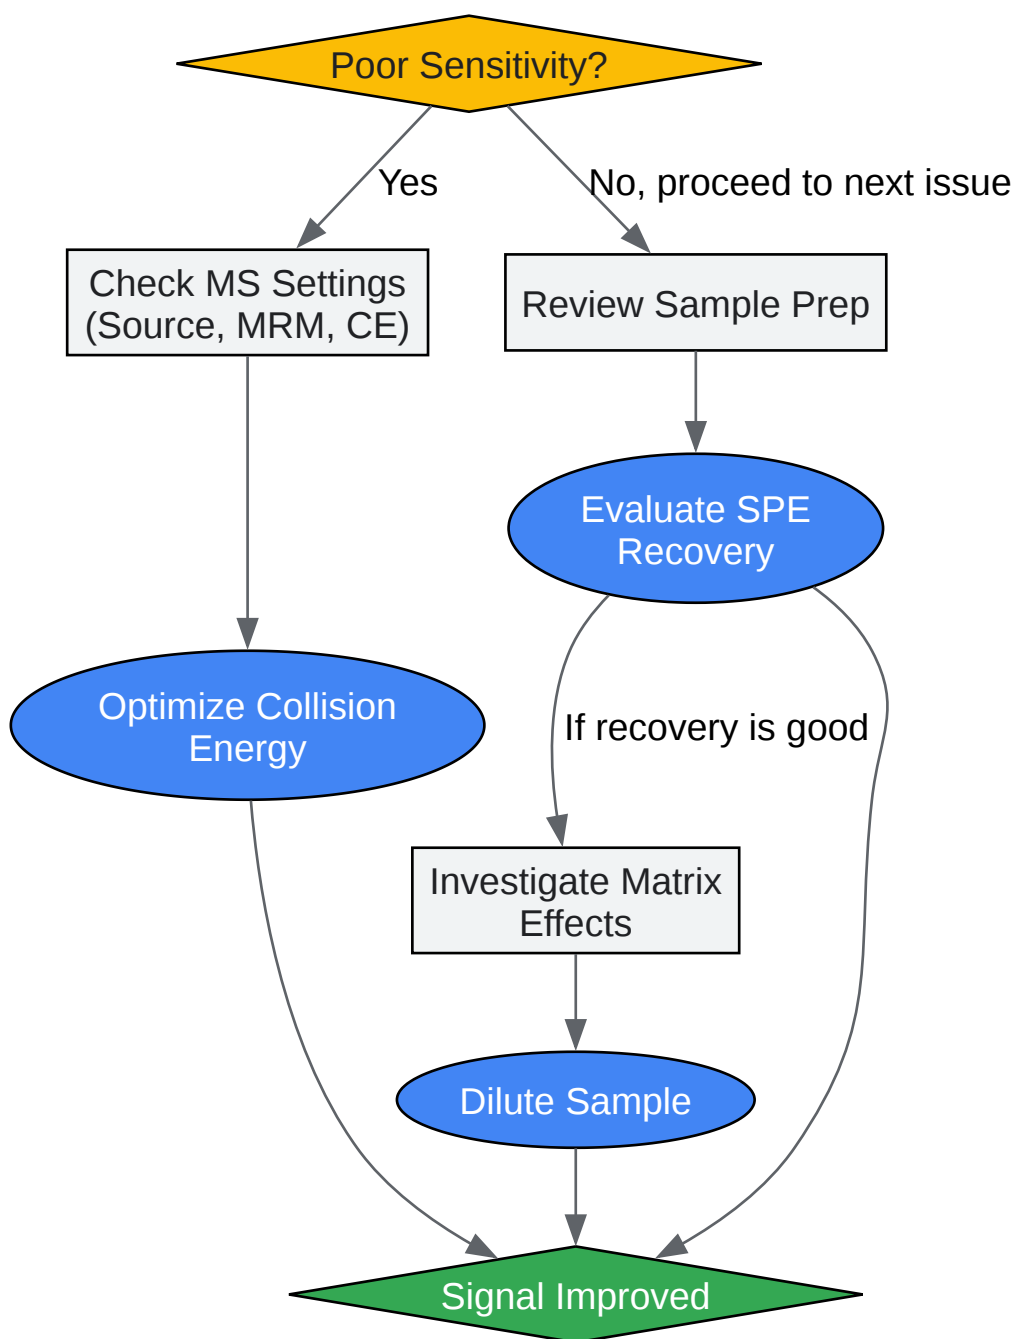 Poor Sensitivity?
Yes
No, proceed to next issue
Check MS Settings
(Source, MRM, CE)
Review Sample Prep
Evaluate SPE
Recovery
Optimize Collision
Energy
If recovery is good
Investigate Matrix
Effects
Dilute Sample
Signal Improved